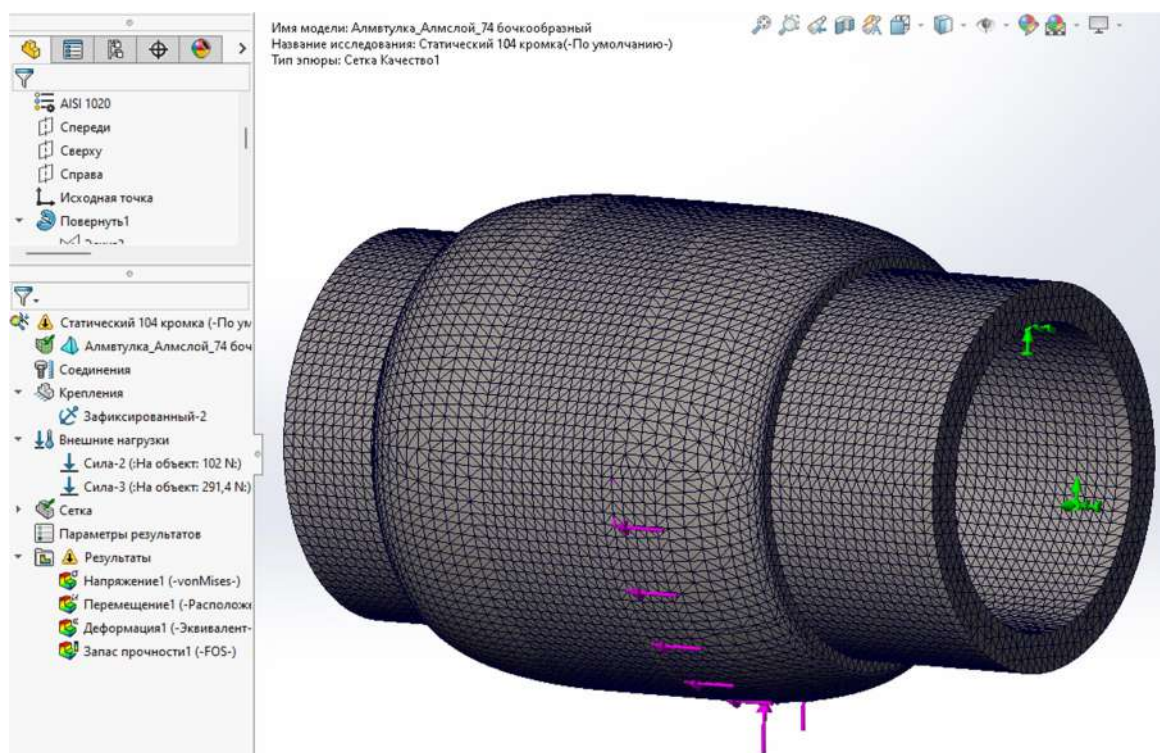 Имя модели: Алмвтулка_Алмслой_74 бочкообразный
Название исследования: Статический 104 кромка(-По умолчанию-)
Тип эпюры: Сетка Качество1
AISI 1020
Спереди
Сверху
Справа
Исходная точка
Повернуть1
Статический 104 кромка (-По ум
Алмвтулка_Алмслой_74 боч
Соединения
Крепления
Зафиксированный-2
Внешние нагрузки
Сила-2 (:На объект: 102 N:)
Сила-3 (:На объект: 291,4 N:)
Сетка
Параметры результатов
Результаты
Напряжение1 (-vonMises-)
Перемещение1 (-Расположе
Деформация1 (-Эквивалент-
Запас прочности1 (-FOS-)